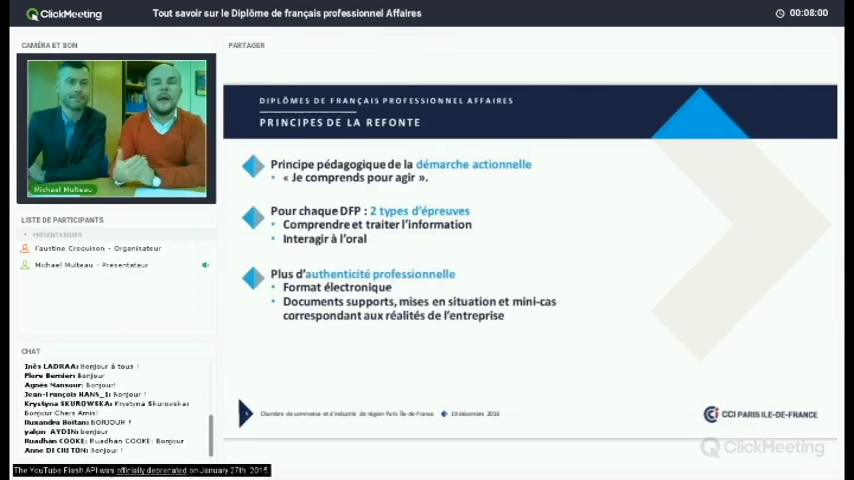 ClickMeeting
Tout savoir sur le Diplôme de français professionnel Affaires
00:08:00
CAMÉRA ET SON
Michael Multeau
LISTE DE PARTICIPANTS
PRÉSENTATEURS
Faustine Croquison - Organisateur
Michael Multeau - Presentateur
CHAT
Inès LADRAA: Bonjour à tous !
Flore Bernier: Bonjour
Agnès Mansour: Bonjour!
Jean-François HANS_1: Bonjour !
Krystyna SKUROWSKA: Krystyna Skurowska:
Bonjour Chers Amis!
Ruxandra Boitan: BONJOUR !
yalçın AYDIN: bonjour
Ruadhán COOKE: Ruadhan COOKE: Bonjour
Bonjour !
PARTAGER
DIPLÔMES DE FRANÇAIS PROFESSIONNEL AFFAIRES
PRINCIPES DE LA REFONTE
Principe pédagogique de la démarche actionnelle
• « Je comprends pour agir ».
Pour chaque DFP : 2 types d'épreuves
• Comprendre et traiter l'information
• Interagir à l'oral
Plus d'authenticité professionnelle
• Format électronique
• Documents supports, mises en situation et mini-cas
correspondant aux réalités de l'entreprise
Chambre de commerce et d'industrie de région Paris Île-de-France
19 décembre 2016
CCI PARIS ILE-DE-FRANCE
ClickMeeting
The YouTube Flash API was officially deprecated on January 27th, 2015.